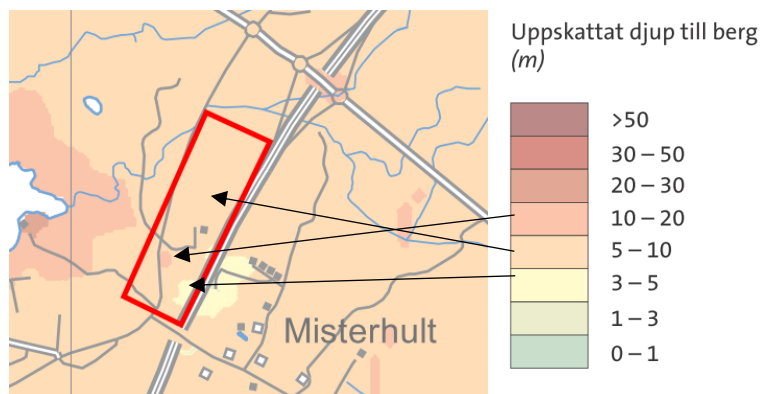 Uppskattat djup till berg
(m)
>50
30 – 50
20 – 30
10 – 20
5 – 10
3 – 5
1 – 3
0 – 1
Misterhult